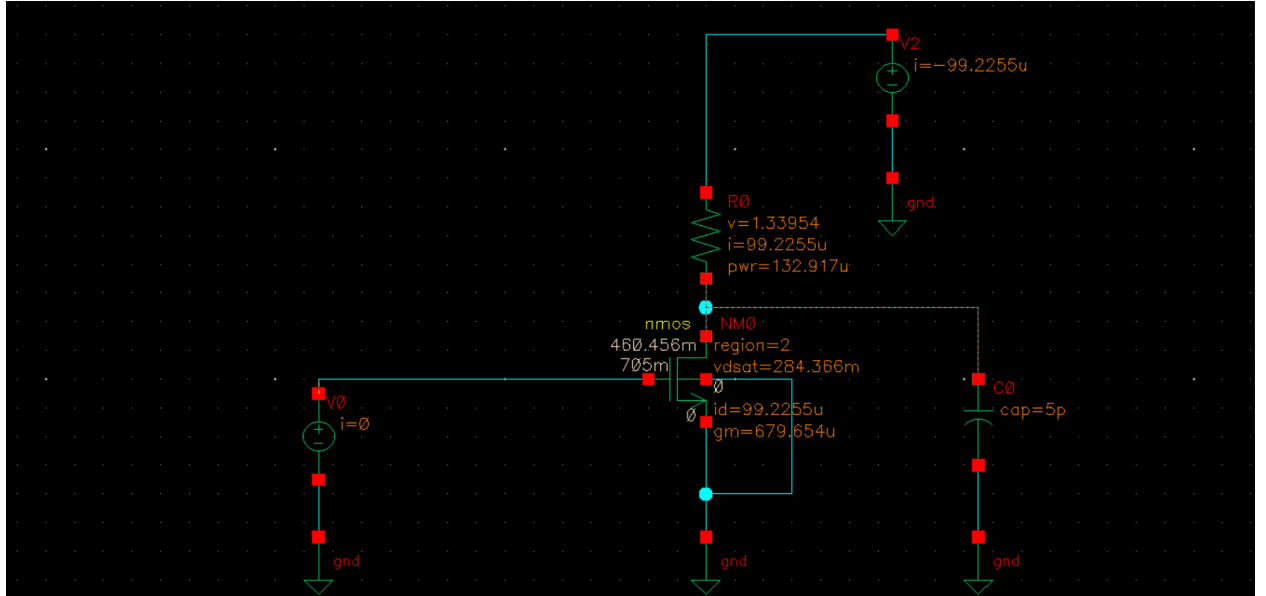 V2
i=-99.2255u
gnd
R0
v=1.33954
i=99.2255u
pwr=132.917u
nmos NM0
460.456m region=2
705m vdsat=284.366m
0
0 id=99.2255u
gm=679.654u
V0
i=0
C0
cap=5p
gnd
gnd
gnd